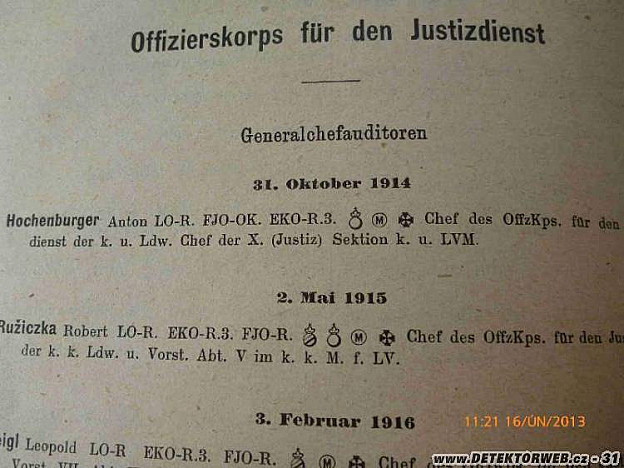 Offizierskorps für den Justizdienst
Generalchefauditoren
31. Oktober 1914
Hochenburger Anton LO-R. FJO-OK. EKO-R.3. Ⓜ ✠ Chef des OffzKps. für den
dienst der k. u. Ldw. Chef der X. (Justiz) Sektion k. u. LVM.
2. Mai 1915
Ružiczka Robert LO-R. EKO-R.3. FJO-R. Ⓜ ✠ Chef des OffzKps. für den Ju
der k. k. Ldw. u. Vorst. Abt. V im k. k. M. f. LV.
3. Februar 1916
eigl Leopold LO-R EKO-R.3. FJO-R. Ⓜ ✠ Chef
11:21 16/ÚN/2013
www.DETEKTORWEB.cz - 31